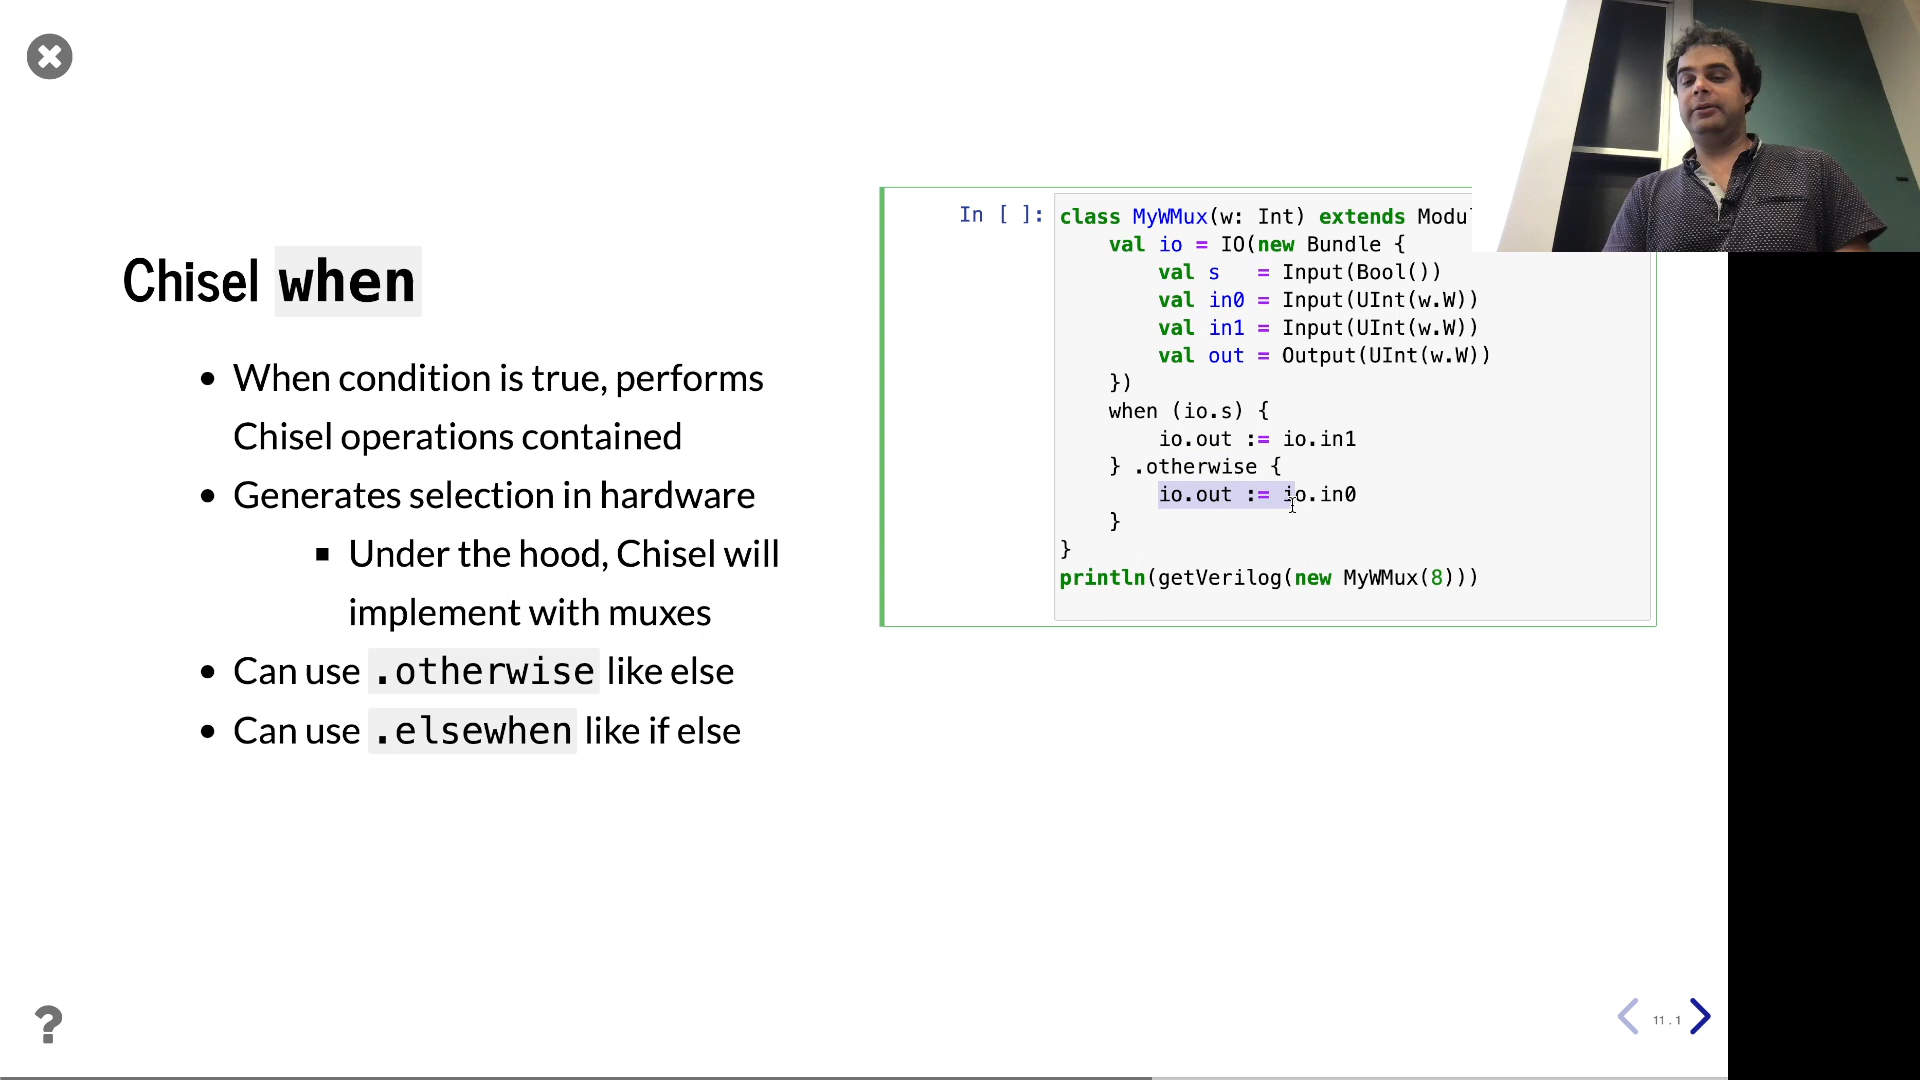 Chisel when
When condition is true, performs
Chisel operations contained
Generates selection in hardware
Under the hood, Chisel will
implement with muxes
Can use .otherwise like else
Can use .elsewhen like if else
In [ ]:
class MyWMux(w: Int) extends Modul
val io = IO(new Bundle {
val s = Input(Bool())
val in0 = Input(UInt(w.W))
val in1 = Input(UInt(w.W))
val out = Output(UInt(w.W))
})
when (io.s) {
io.out := io.in1
} .otherwise {
io.out := io.in0
}
}
println(getVerilog(new MyWMux(8)))
?
11.1